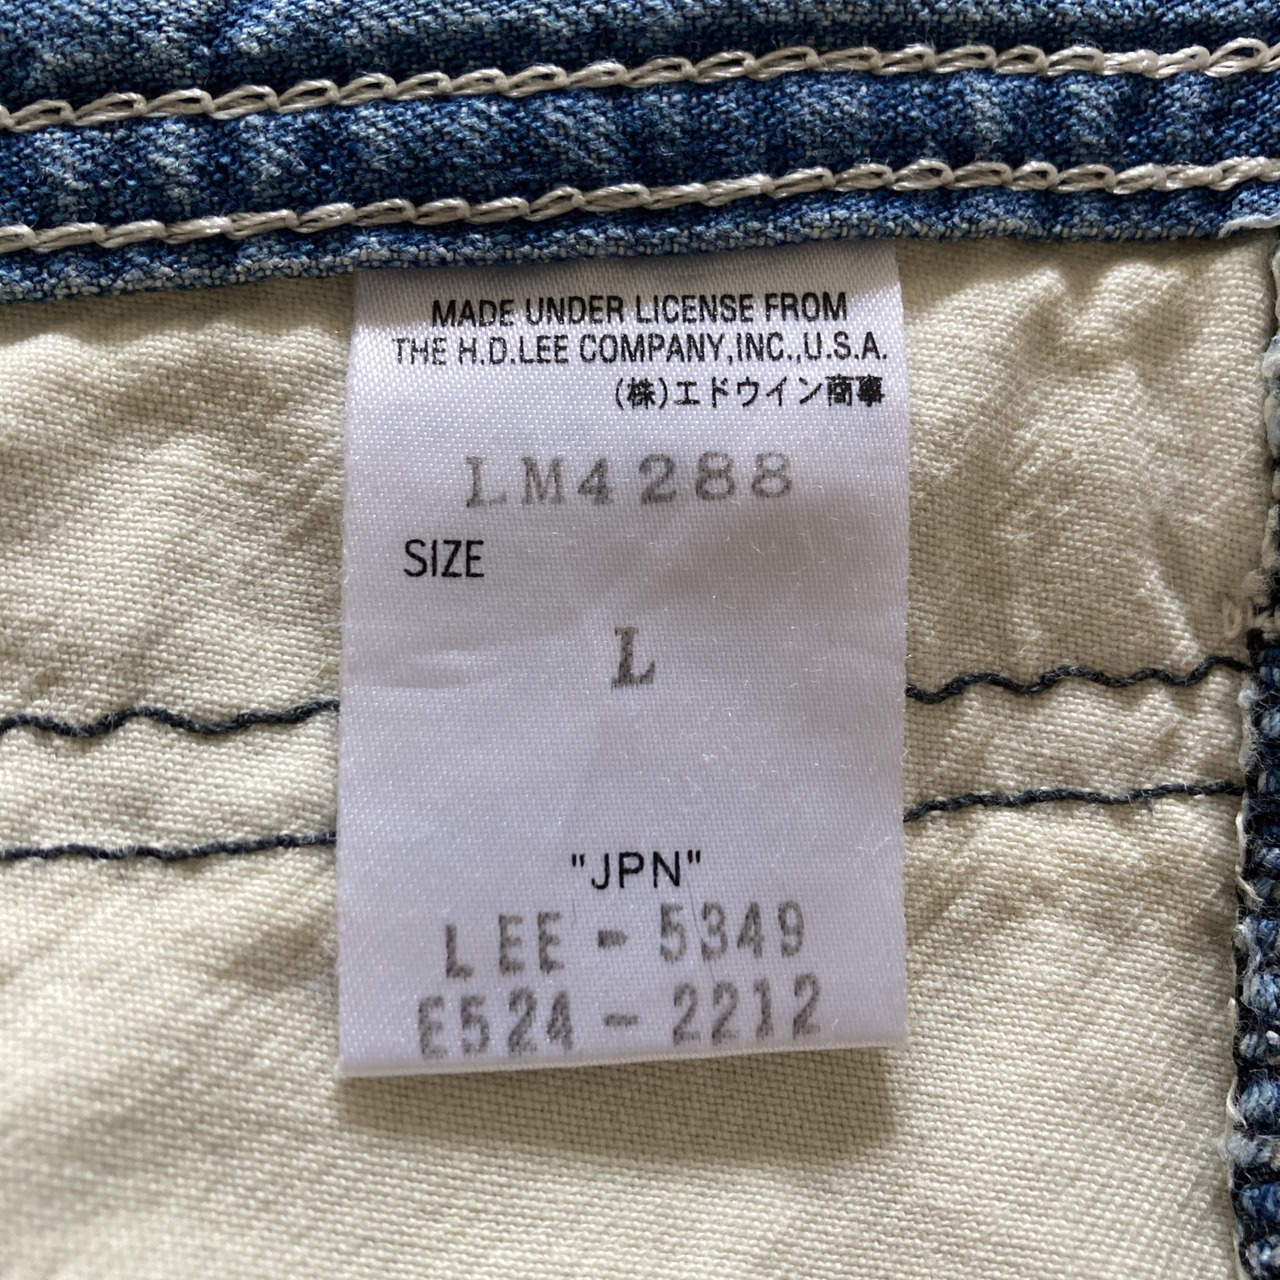 MADE UNDER LICENSE FROM
THE H.D.LEE COMPANY,INC.,U.S.A.
(株)エドウイン商事
LM4288
SIZE
L
"JPN"
LEE-5349
E524-2212